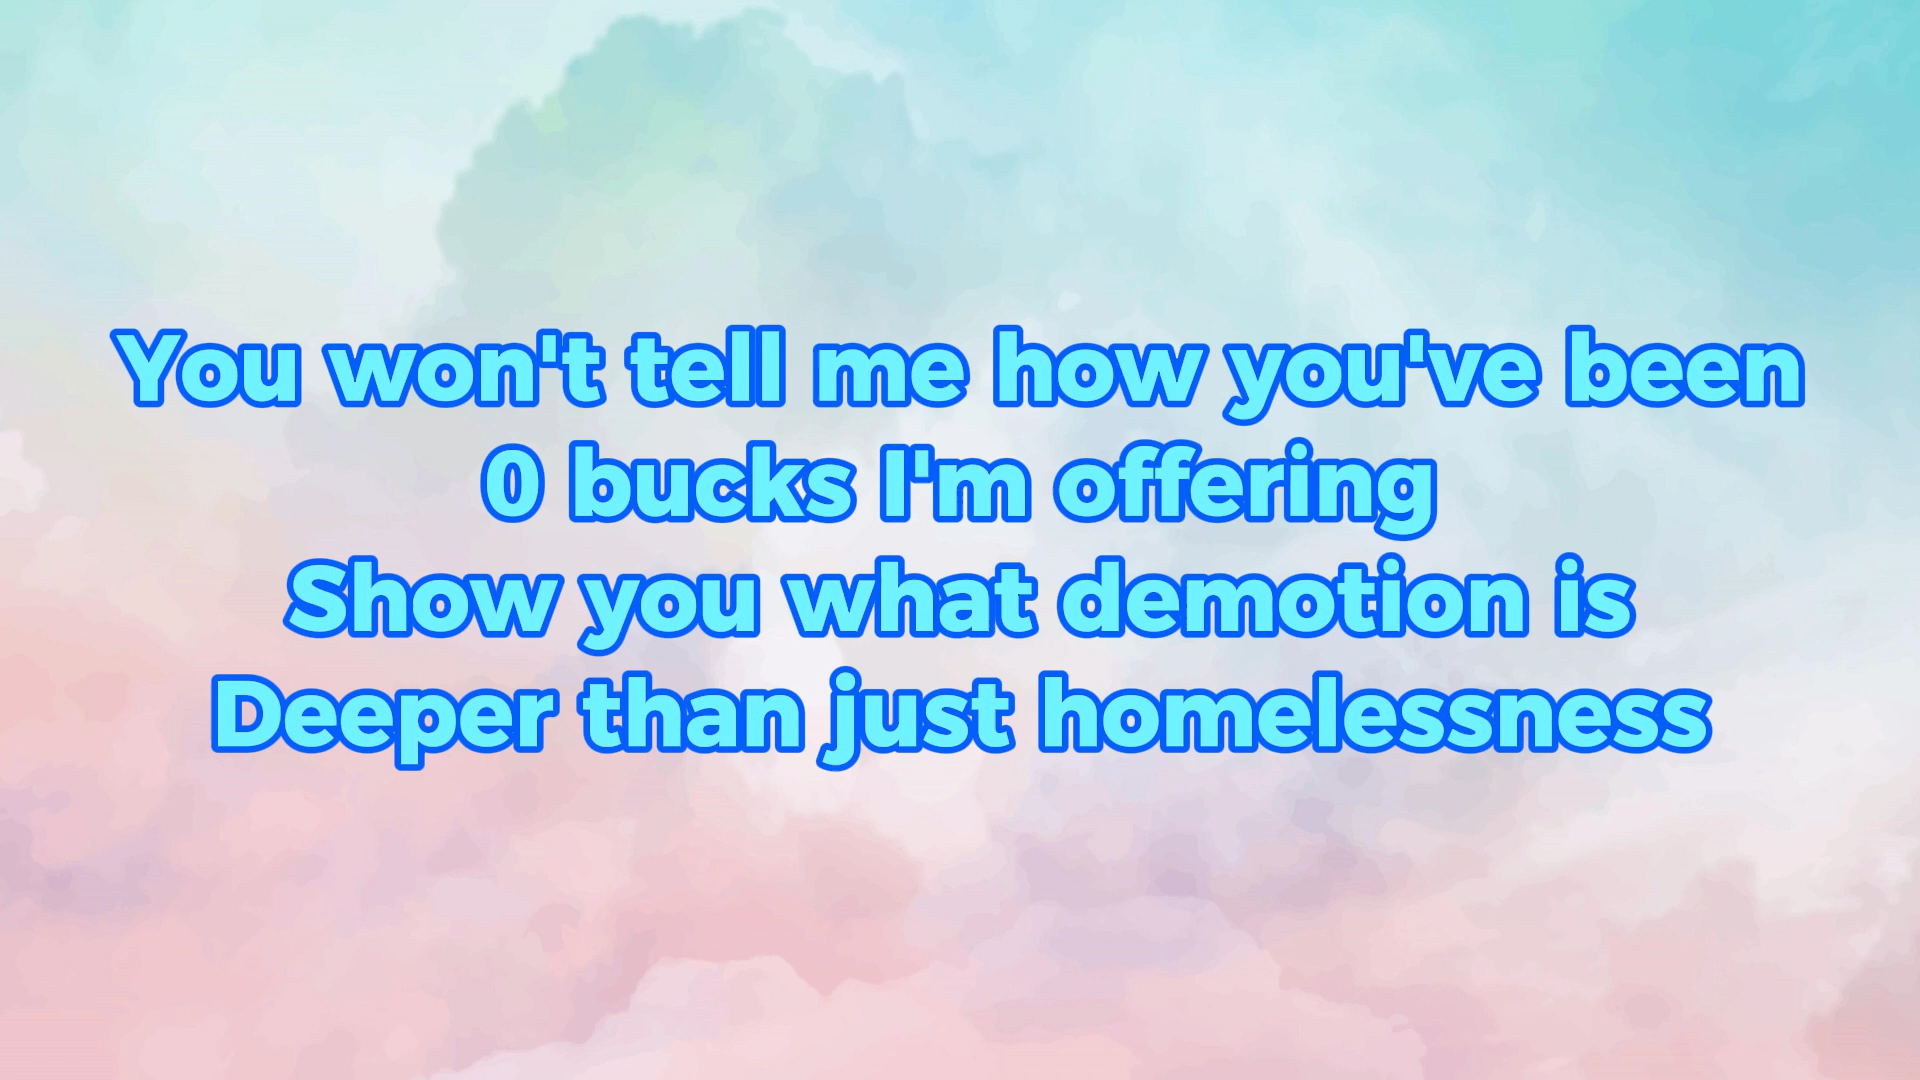 You won't tell me how you've been
0 bucks I'm offering
Show you what demotion is
Deeper than just homelessness